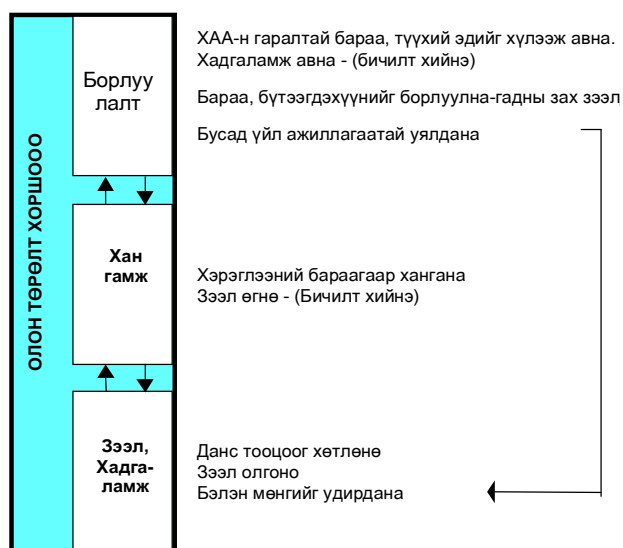 ОЛОН ТӨРӨЛТ ХОРШООО
Борлуу
лалт
ХАА-н гаралтай бараа, түүхий эдийг хүлээж авна.
Хадгаламж авна - (бичилт хийнэ)
Бараа, бүтээгдэхүүнийг борлуулна-гадны зах зээл
Бусад үйл ажиллагаатай уялдана
Хан
гамж
Хэрэглээний бараагаар хангана
Зээл өгнө - (Бичилт хийнэ)
Зээл,
Хадга-
ламж
Данс тооцоог хөтлөнө
Зээл олгоно
Бэлэн мөнгийг удирдана